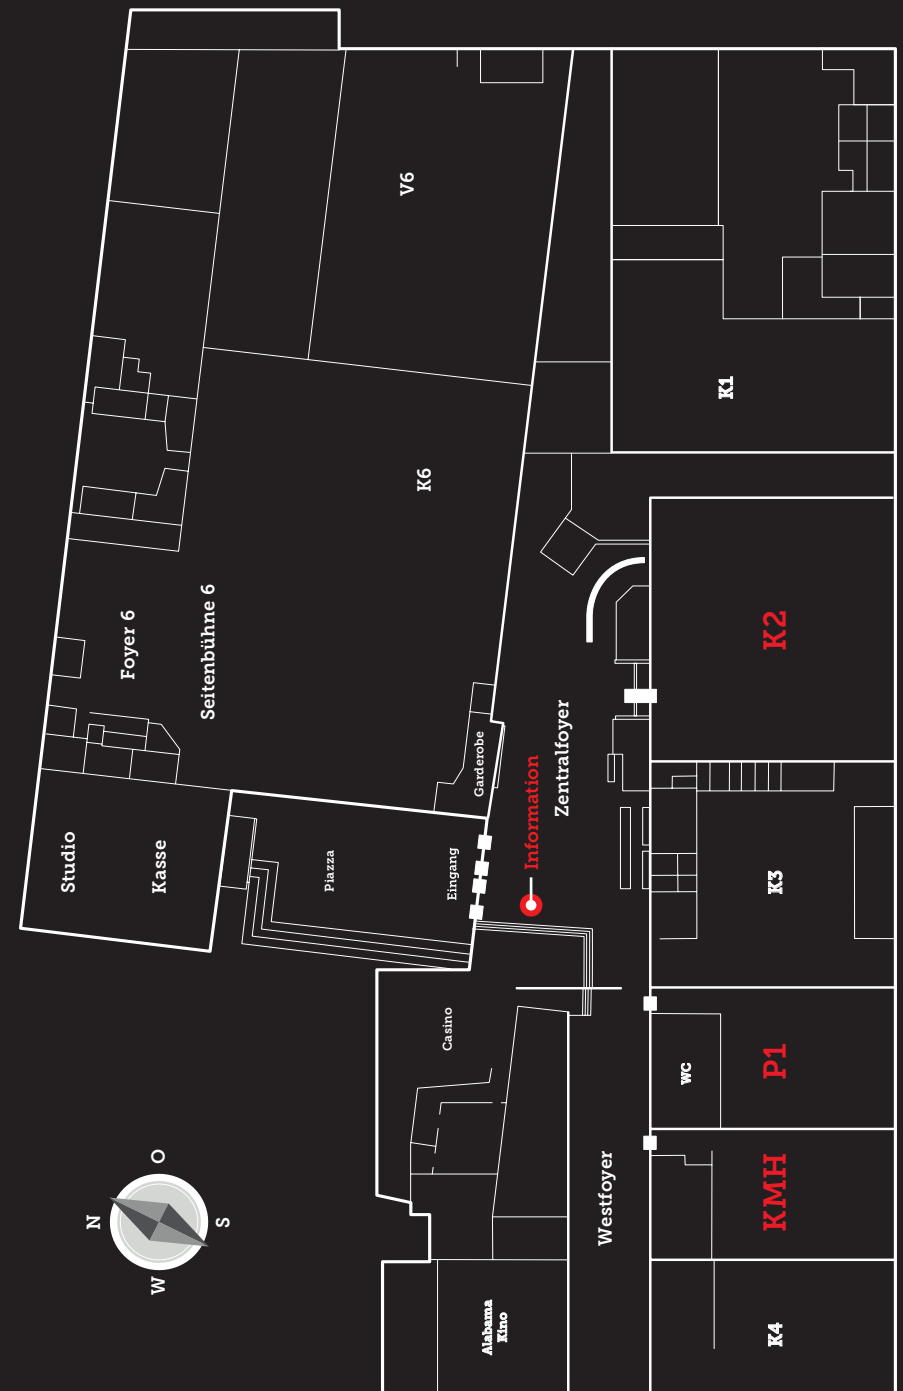 V6
K1
K6
K2
Foyer 6
Seitenbühne 6
Garderobe
Zentralfoyer
Information
Studio
Kasse
Piazza
Eingang
K3
Casino
P1
WC
KMH
Westfoyer
O
N
S
W
Alabama
Kino
K4